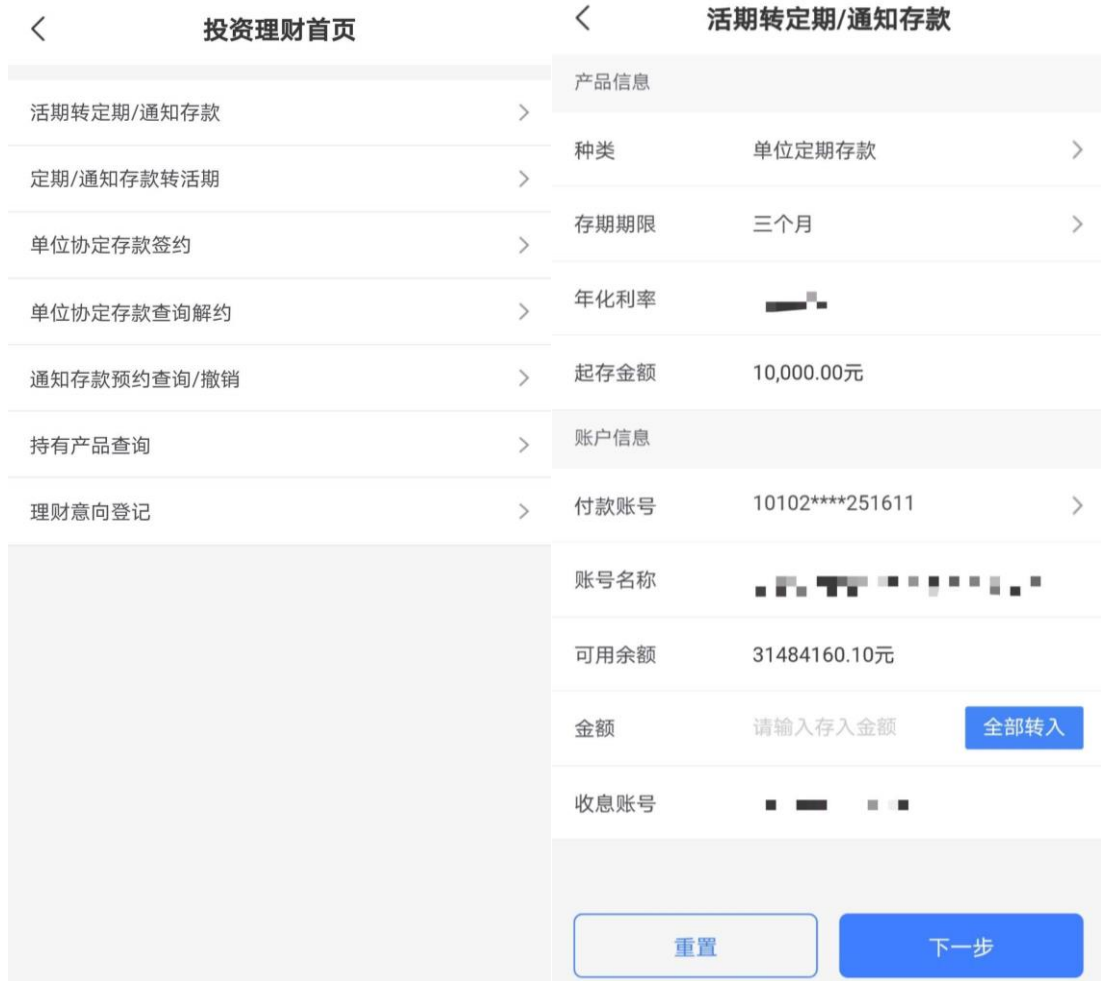 投资理财首页
活期转定期/通知存款
定期/通知存款转活期
单位协定存款签约
单位协定存款查询解约
通知存款预约查询/撤销
持有产品查询
理财意向登记
活期转定期/通知存款
产品信息
种类 单位定期存款
存期期限 三个月
年化利率
起存金额 10,000.00元
账户信息
付款账号 10102****251611
账号名称
可用余额 31484160.10元
金额 请输入存入金额 全部转入
收息账号
重置 下一步